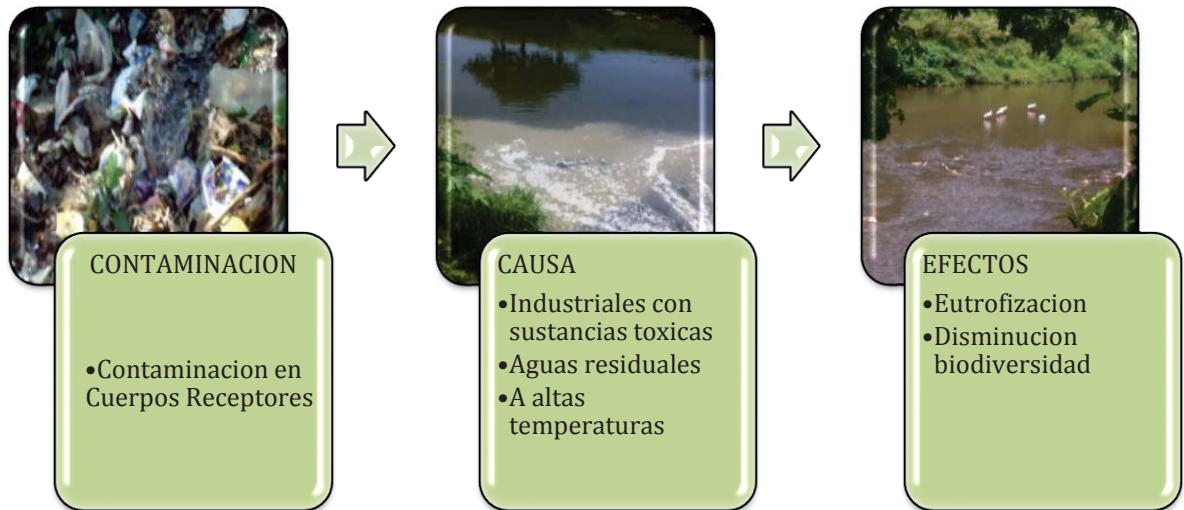 CONTAMINACION
•Contaminacion en
Cuerpos Receptores
CAUSA
•Industriales con
sustancias toxicas
•Aguas residuales
•A altas
temperaturas
EFECTOS
•Eutrofizacion
•Disminucion
biodiversidad